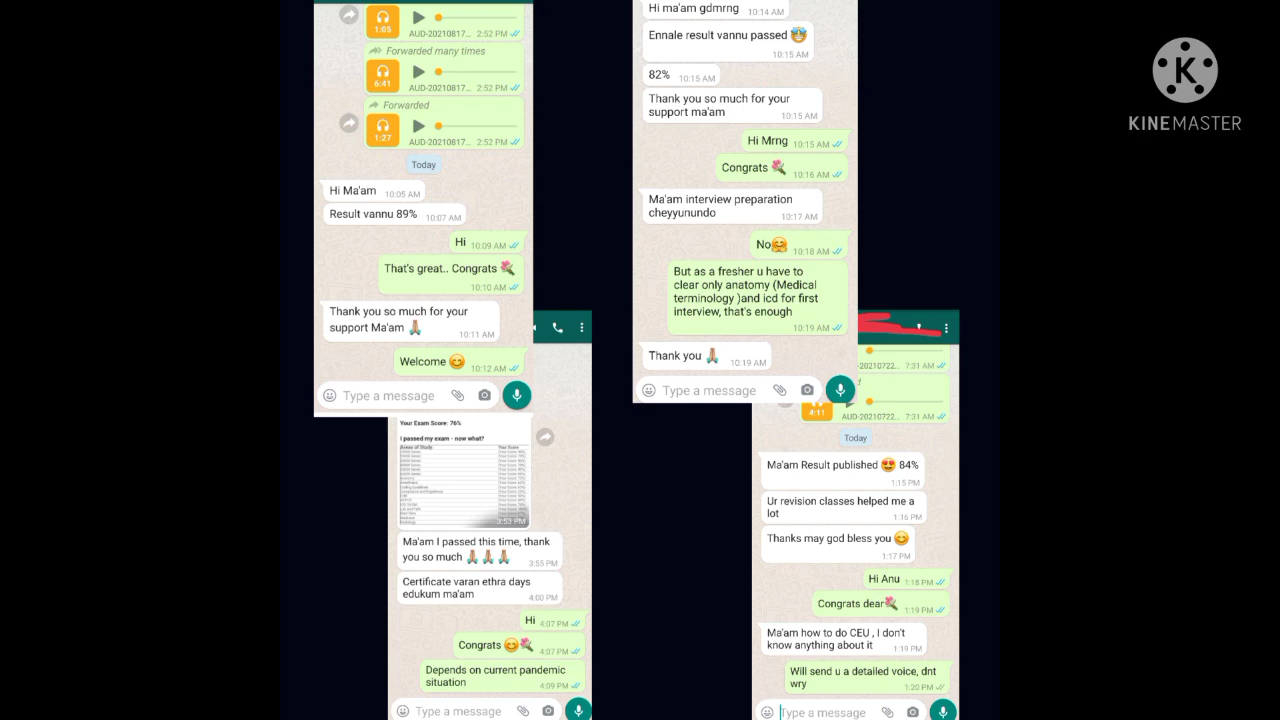 1:05
AUD-20210817... 2:52 PM
Forwarded many times
6:41
AUD-20210817... 2:52 PM
Forwarded
1:27
AUD-20210817... 2:52 PM
Today
Hi Ma'am 10:05 AM
Result vannu 89% 10:07 AM
Hi 10:09 AM
That's great.. Congrats 💐
10:10 AM
Thank you so much for your
support Ma'am 🙏 10:11 AM
Welcome 😊 10:12 AM
Type a message
Hi ma'am gdmrng 10:14 AM
Ennale result vannu passed 🤩
10:15 AM
82% 10:15 AM
Thank you so much for your
support ma'am 10:15 AM
Hi Mrng 10:15 AM
Congrats 💐 10:16 AM
Ma'am interview preparation
cheyyunundo 10:17 AM
No🤗 10:18 AM
But as a fresher u have to
clear only anatomy (Medical
terminology )and icd for first
interview, that's enough
10:19 AM
Thank you 🙏 10:19 AM
Type a message
KINEMASTER
Your Exam Score: 76%
I passed my exam - now what?
Areas of Study Your Score
3:53 PM
Ma'am I passed this time, thank
you so much 🙏🙏🙏 3:55 PM
Certificate varan ethra days
edukum ma'am 4:00 PM
Hi 4:07 PM
Congrats 😊💐 4:07 PM
Depends on current pandemic
situation 4:09 PM
Type a message
-20210722... 7:31 AM
4:11
AUD-20210722... 7:31 AM
Today
Ma'am Result published 😍 84%
1:15 PM
Ur revision classes helped me a
lot 1:16 PM
Thanks may god bless you 😊
1:17 PM
Hi Anu 1:18 PM
Congrats dear💐 1:19 PM
Ma'am how to do CEU , I don't
know anything about it 1:19 PM
Will send u a detailed voice, dnt
wry 1:20 PM
Type a message